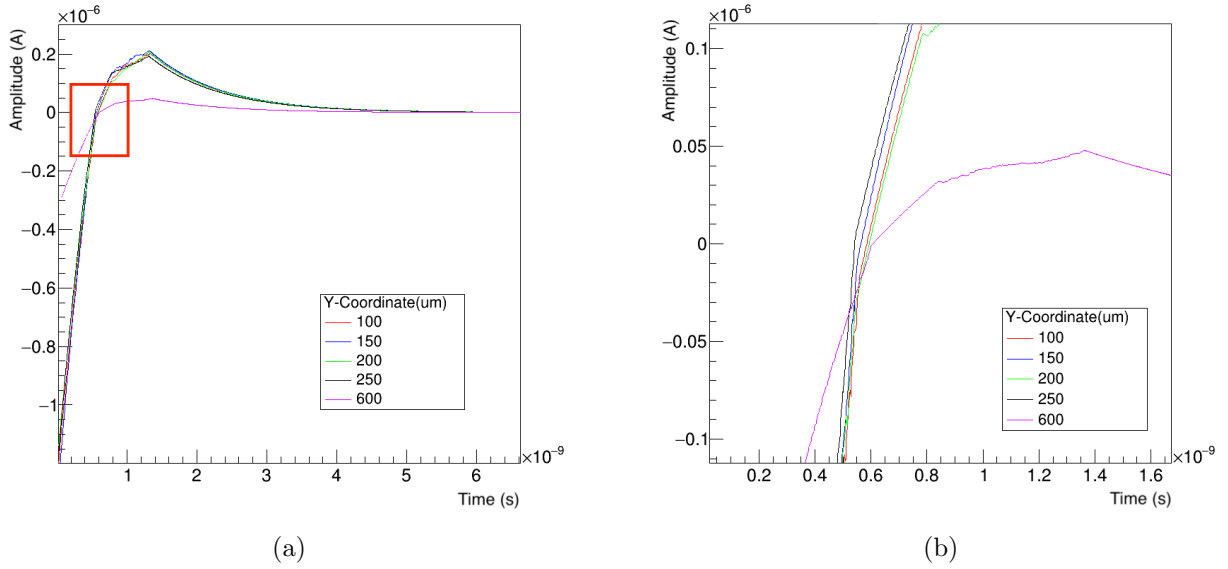 ×10⁻⁶
Amplitude (A)
0.2
0
−0.2
−0.4
−0.6
−0.8
−1
Y-Coordinate(um)
100
150
200
250
600
1 2 3 4 5 6
×10⁻⁹
Time (s)
(a)
×10⁻⁶
Amplitude (A)
0.1
0.05
0
−0.05
−0.1
Y-Coordinate(um)
100
150
200
250
600
0.2 0.4 0.6 0.8 1 1.2 1.4 1.6
×10⁻⁹
Time (s)
(b)